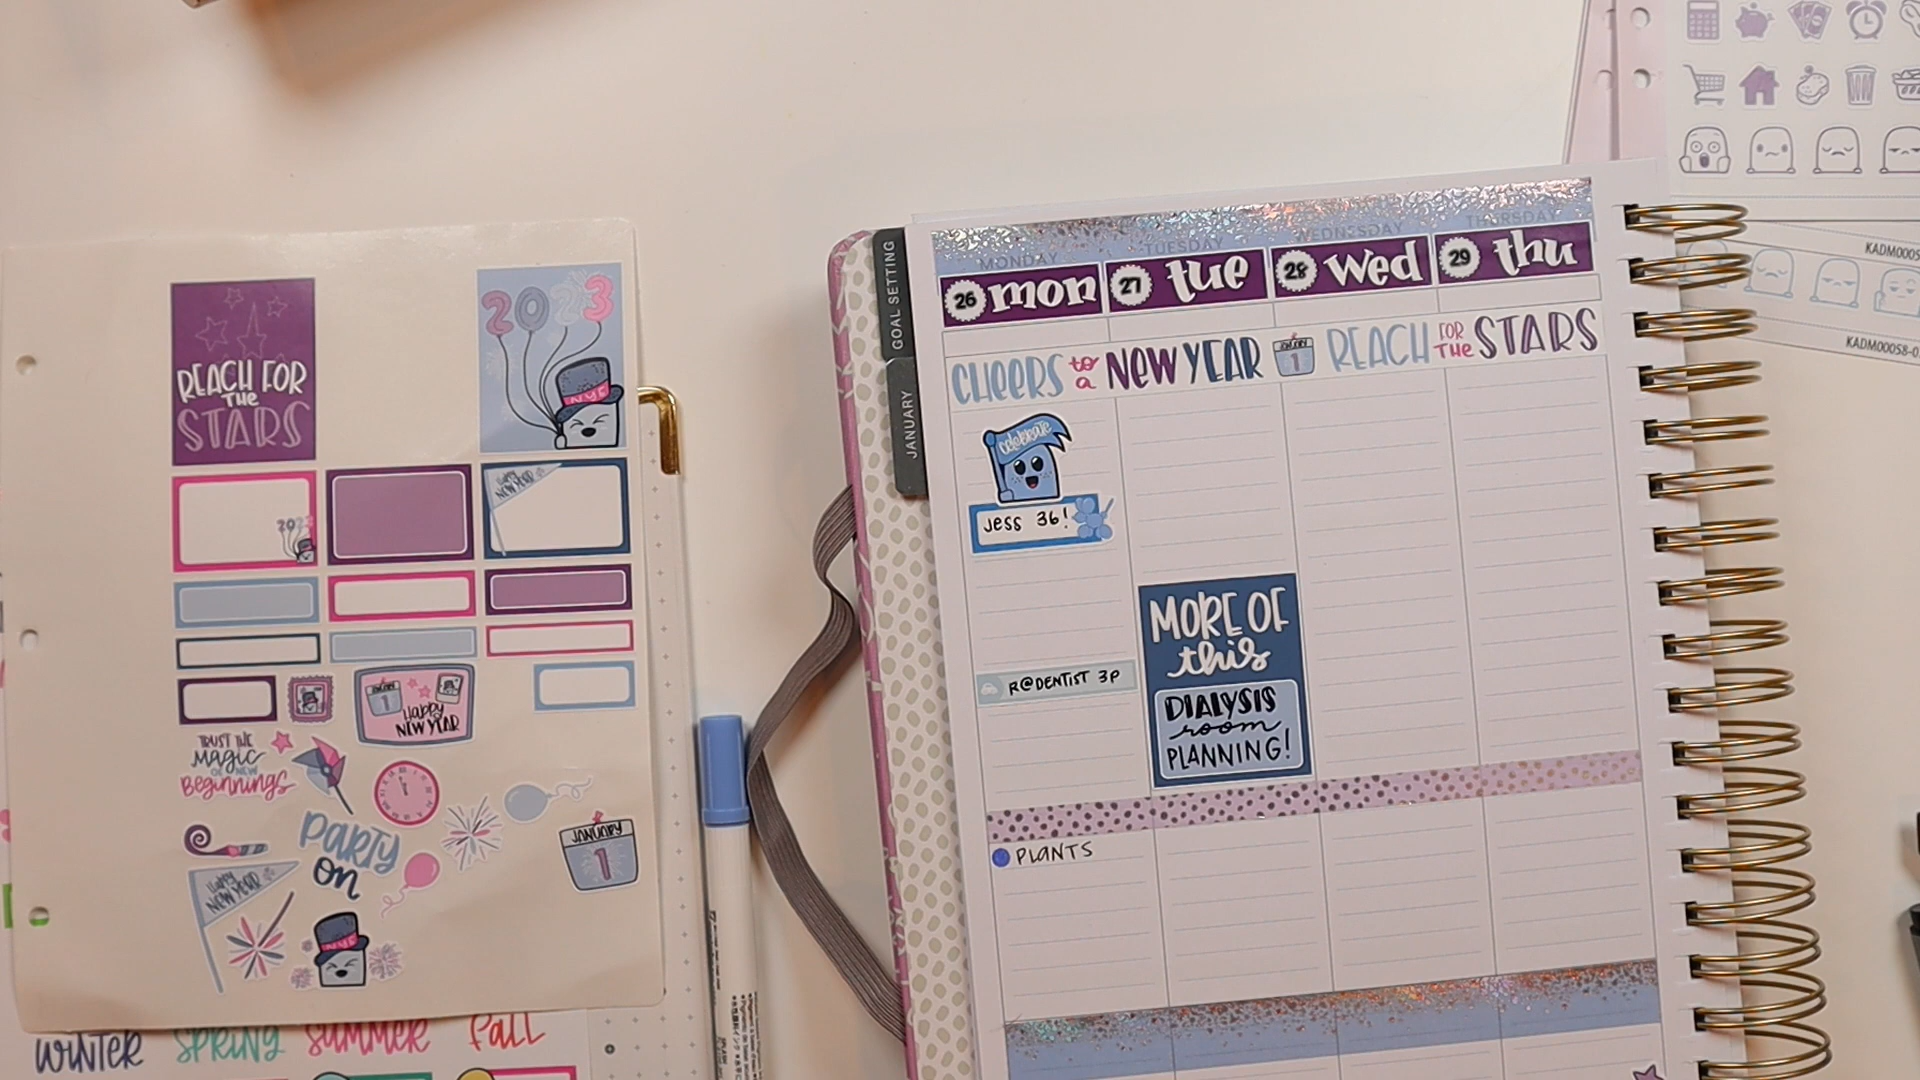 REACH FOR
THE
STARS
2023
NYE
HAPPY
NEW YEAR
2023
JANUARY
1
Happy
NEW YEAR
TRUST THE
MAGIC
OF NEW
Beginnings
PARTY
on
JANUARY
1
Happy
NEW YEAR
NYE
WINTER SPRING SUMMER FALL
GOAL SETTING
JANUARY
MONDAY TUESDAY WEDNESDAY THURSDAY
26 mon 27 tue 28 wed 29 thu
CHEERS to a NEW YEAR JANUARY 1 REACH FOR THE STARS
celebrate
Jess 36!
R@DENTIST 3P
MORE OF
this
DIALYSIS
room
PLANNING!
PLANTS
KADM0005
KADM00058-0